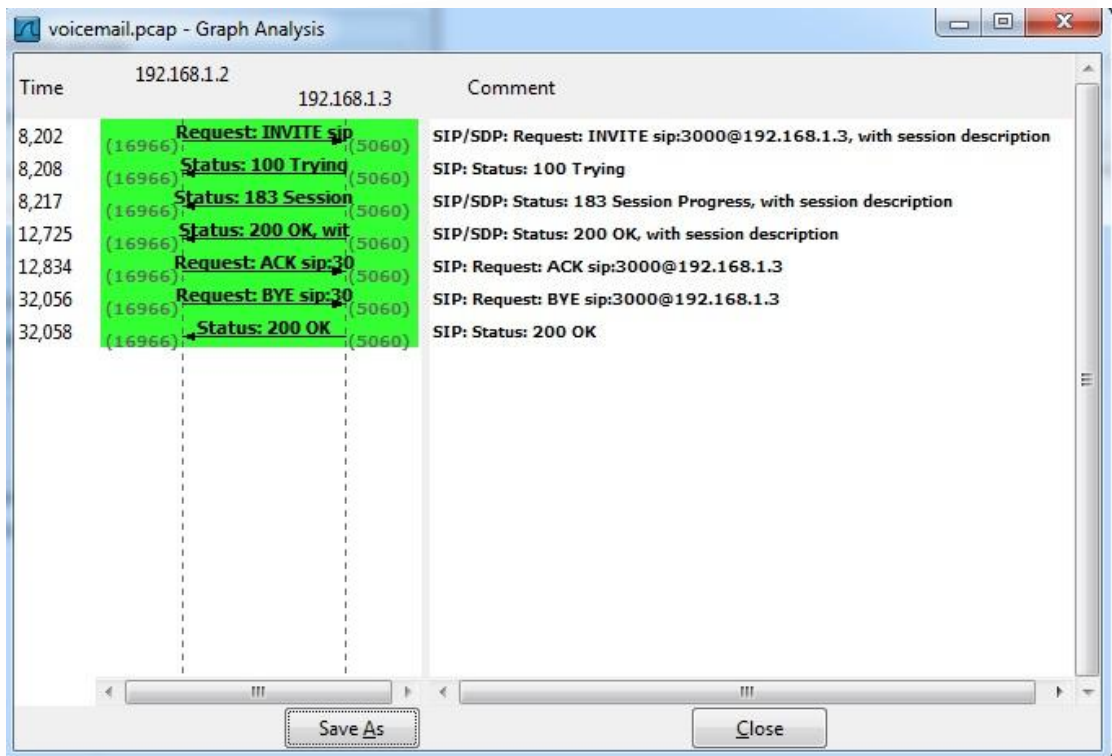 voicemail.pcap - Graph Analysis
Time 192.168.1.2 192.168.1.3 Comment
8,202 (16966) Request: INVITE sip (5060) SIP/SDP: Request: INVITE sip:3000@192.168.1.3, with session description
8,208 (16966) Status: 100 Trying (5060) SIP: Status: 100 Trying
8,217 (16966) Status: 183 Session (5060) SIP/SDP: Status: 183 Session Progress, with session description
12,725 (16966) Status: 200 OK, wit (5060) SIP/SDP: Status: 200 OK, with session description
12,834 (16966) Request: ACK sip:30 (5060) SIP: Request: ACK sip:3000@192.168.1.3
32,056 (16966) Request: BYE sip:30 (5060) SIP: Request: BYE sip:3000@192.168.1.3
32,058 (16966) Status: 200 OK (5060) SIP: Status: 200 OK
Save As Close